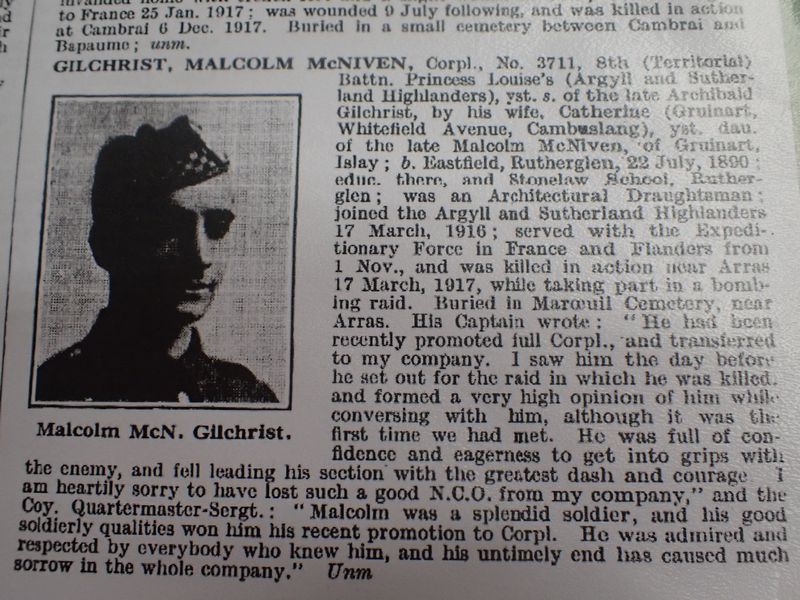 to France 25 Jan. 1917; was wounded 9 July following, and was killed in action
at Cambrai 6 Dec. 1917. Buried in a small cemetery between Cambrai and
Bapaume; unm.
GILCHRIST, MALCOLM McNIVEN, Corpl., No. 3711, 8th (Territorial)
Battn. Princess Louise's (Argyll and Suther-
land Highlanders), yst. s. of the late Archibald
Gilchrist, by his wife, Catherine (Gruinart,
Whitefield Avenue, Cambuslang), yst. dau.
of the late Malcolm McNiven, of Gruinart,
Islay; b. Eastfield, Rutherglen, 22 July, 1890;
educ. there, and Stonelaw School, Ruther-
glen; was an Architectural Draughtsman;
joined the Argyll and Sutherland Highlanders
17 March, 1916; served with the Expedi-
tionary Force in France and Flanders from
1 Nov., and was killed in action near Arras
17 March, 1917, while taking part in a bomb-
ing raid. Buried in Marœuil Cemetery, near
Arras. His Captain wrote: "He had been
recently promoted full Corpl., and transferred
to my company. I saw him the day before
he set out for the raid in which he was killed,
and formed a very high opinion of him while
conversing with him, although it was the
first time we had met. He was full of con-
fidence and eagerness to get into grips with
the enemy, and fell leading his section with the greatest dash and courage. I
am heartily sorry to have lost such a good N.C.O. from my company," and the
Coy. Quartermaster-Sergt.: "Malcolm was a splendid soldier, and his good
soldierly qualities won him his recent promotion to Corpl. He was admired and
respected by everybody who knew him, and his untimely end has caused much
sorrow in the whole company." Unm
Malcolm McN. Gilchrist.